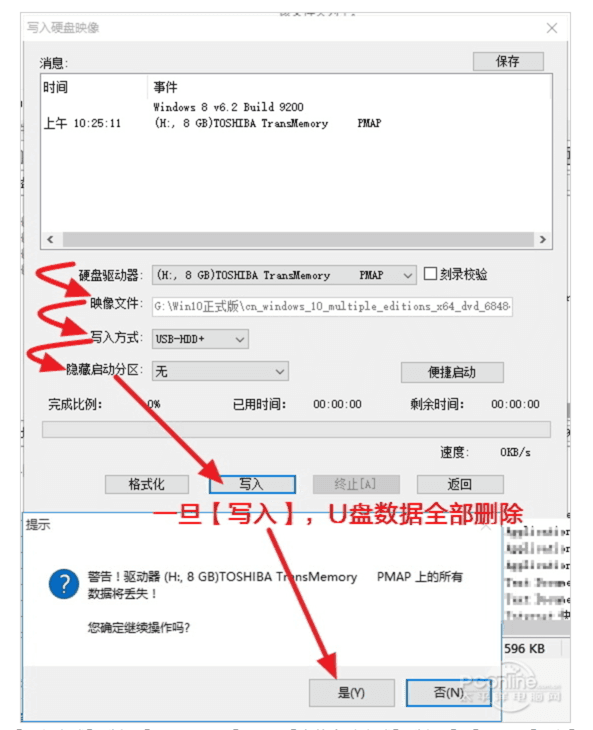 写入硬盘映像
消息:
保存
时间 事件
Windows 8 v6.2 Build 9200
上午 10:25:11 (H:, 8 GB)TOSHIBA TransMemory PMAP
硬盘驱动器: (H:, 8 GB)TOSHIBA TransMemory PMAP 刻录校验
映像文件: G:\Win10正式版\cn_windows_10_multiple_editions_x64_dvd_6848
写入方式: USB-HDD+
隐藏启动分区: 无 便捷启动
完成比例: 0% 已用时间: 00:00:00 剩余时间: 00:00:00
速度: 0KB/s
格式化 写入 终止[A] 返回
一旦【写入】，U盘数据全部删除
提示
警告！驱动器 (H:, 8 GB)TOSHIBA TransMemory PMAP 上的所有
数据将丢失！
您确定继续操作吗?
596 KB
是(Y) 否(N)
PConline
太平洋电脑网